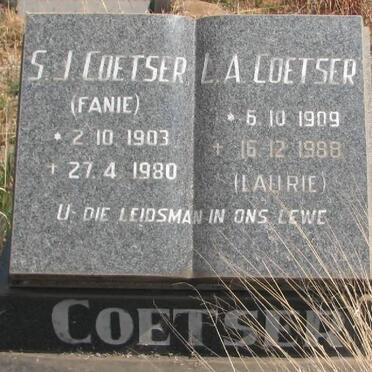 S.J. COETSER
(FANIE)
* 2.10.1903
+ 27.4.1980
L.A. COETSER
* 6.10.1909
+ 16.12.1988
(LAURIE)
U- DIE LEIDSMAN IN ONS LEWE
COETSER